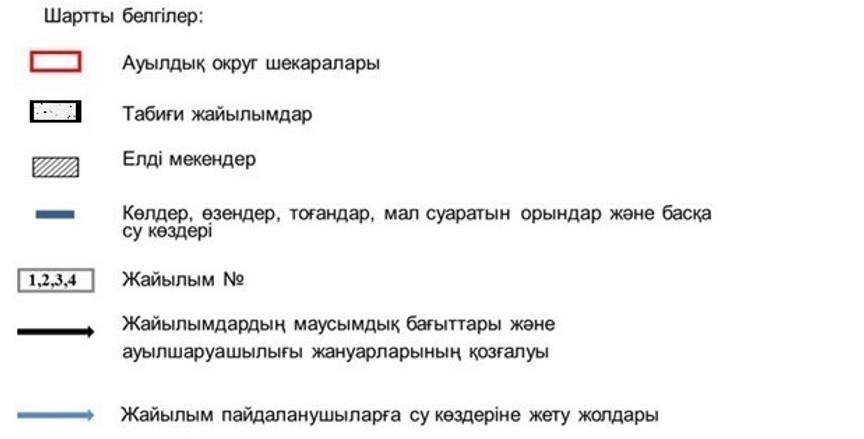 Шартты белгілер:
Ауылдық округ шекаралары
Табиғи жайылымдар
Елді мекендер
Көлдер, өзендер, тоғандар, мал суаратын орындар және басқа
су көздері
1,2,3,4 Жайылым №
Жайылымдардың маусымдық бағыттары және
ауылшаруашылығы жануарларының қозғалуы
Жайылым пайдаланушыларға су көздеріне жету жолдары